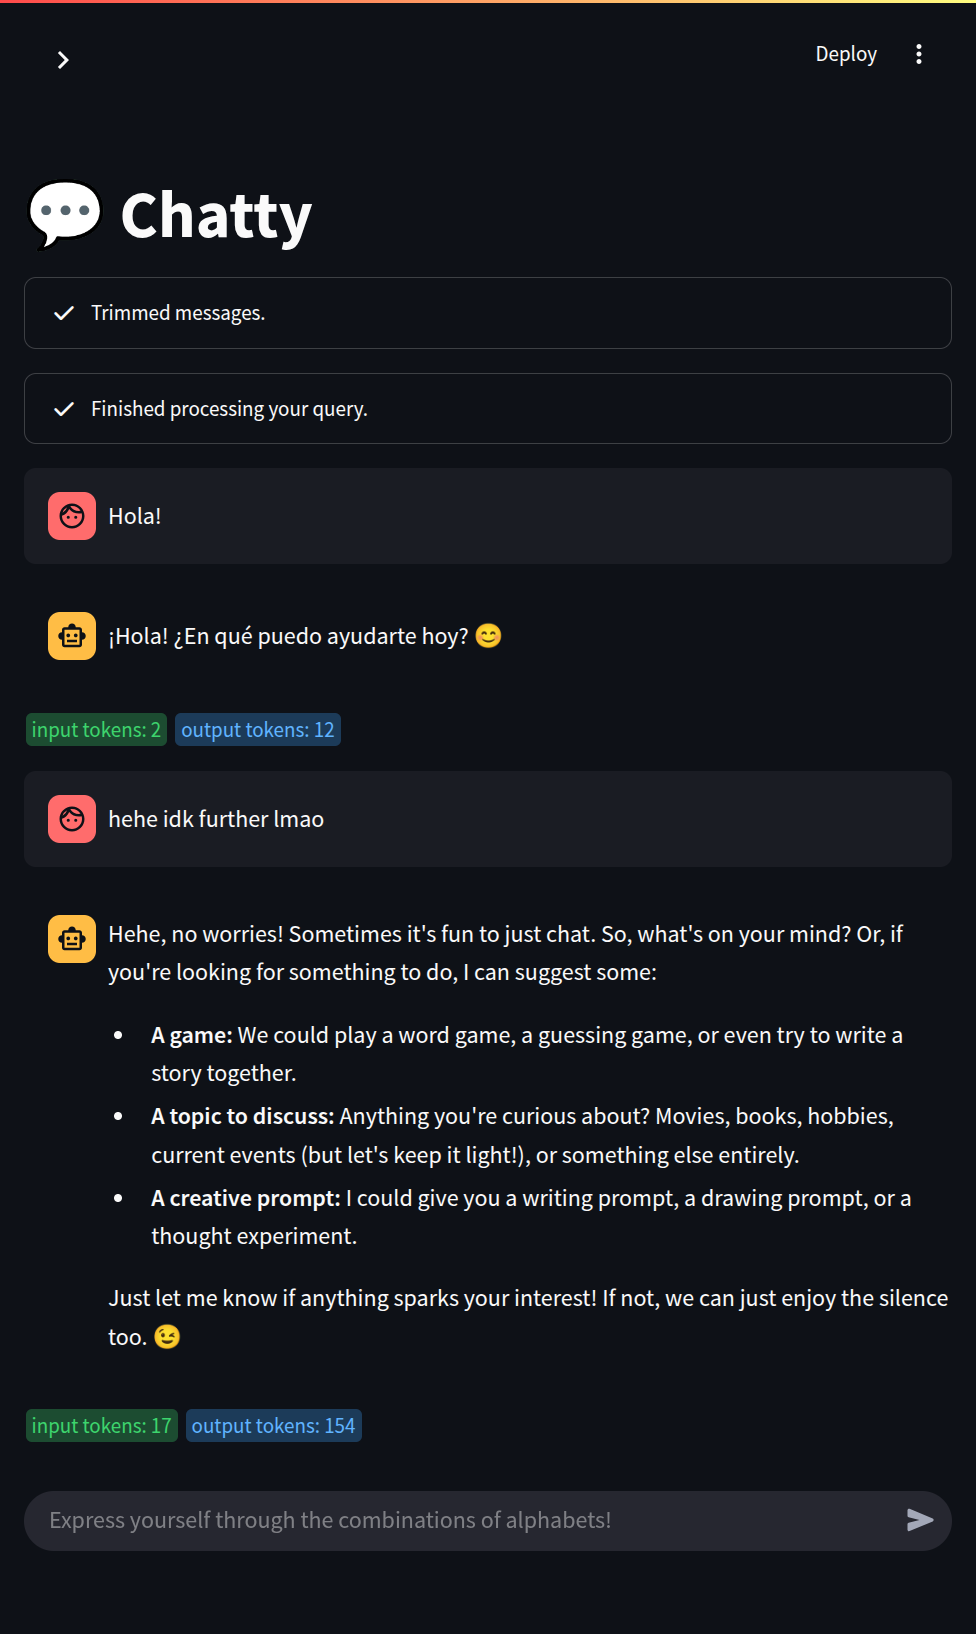 Deploy
💬 Chatty
Trimmed messages.
Finished processing your query.
Hola!
¡Hola! ¿En qué puedo ayudarte hoy? 😊
input tokens: 2 output tokens: 12
hehe idk further lmao
Hehe, no worries! Sometimes it's fun to just chat. So, what's on your mind? Or, if
you're looking for something to do, I can suggest some:
• A game: We could play a word game, a guessing game, or even try to write a
story together.
• A topic to discuss: Anything you're curious about? Movies, books, hobbies,
current events (but let's keep it light!), or something else entirely.
• A creative prompt: I could give you a writing prompt, a drawing prompt, or a
thought experiment.
Just let me know if anything sparks your interest! If not, we can just enjoy the silence
too. 😉
input tokens: 17 output tokens: 154
Express yourself through the combinations of alphabets!